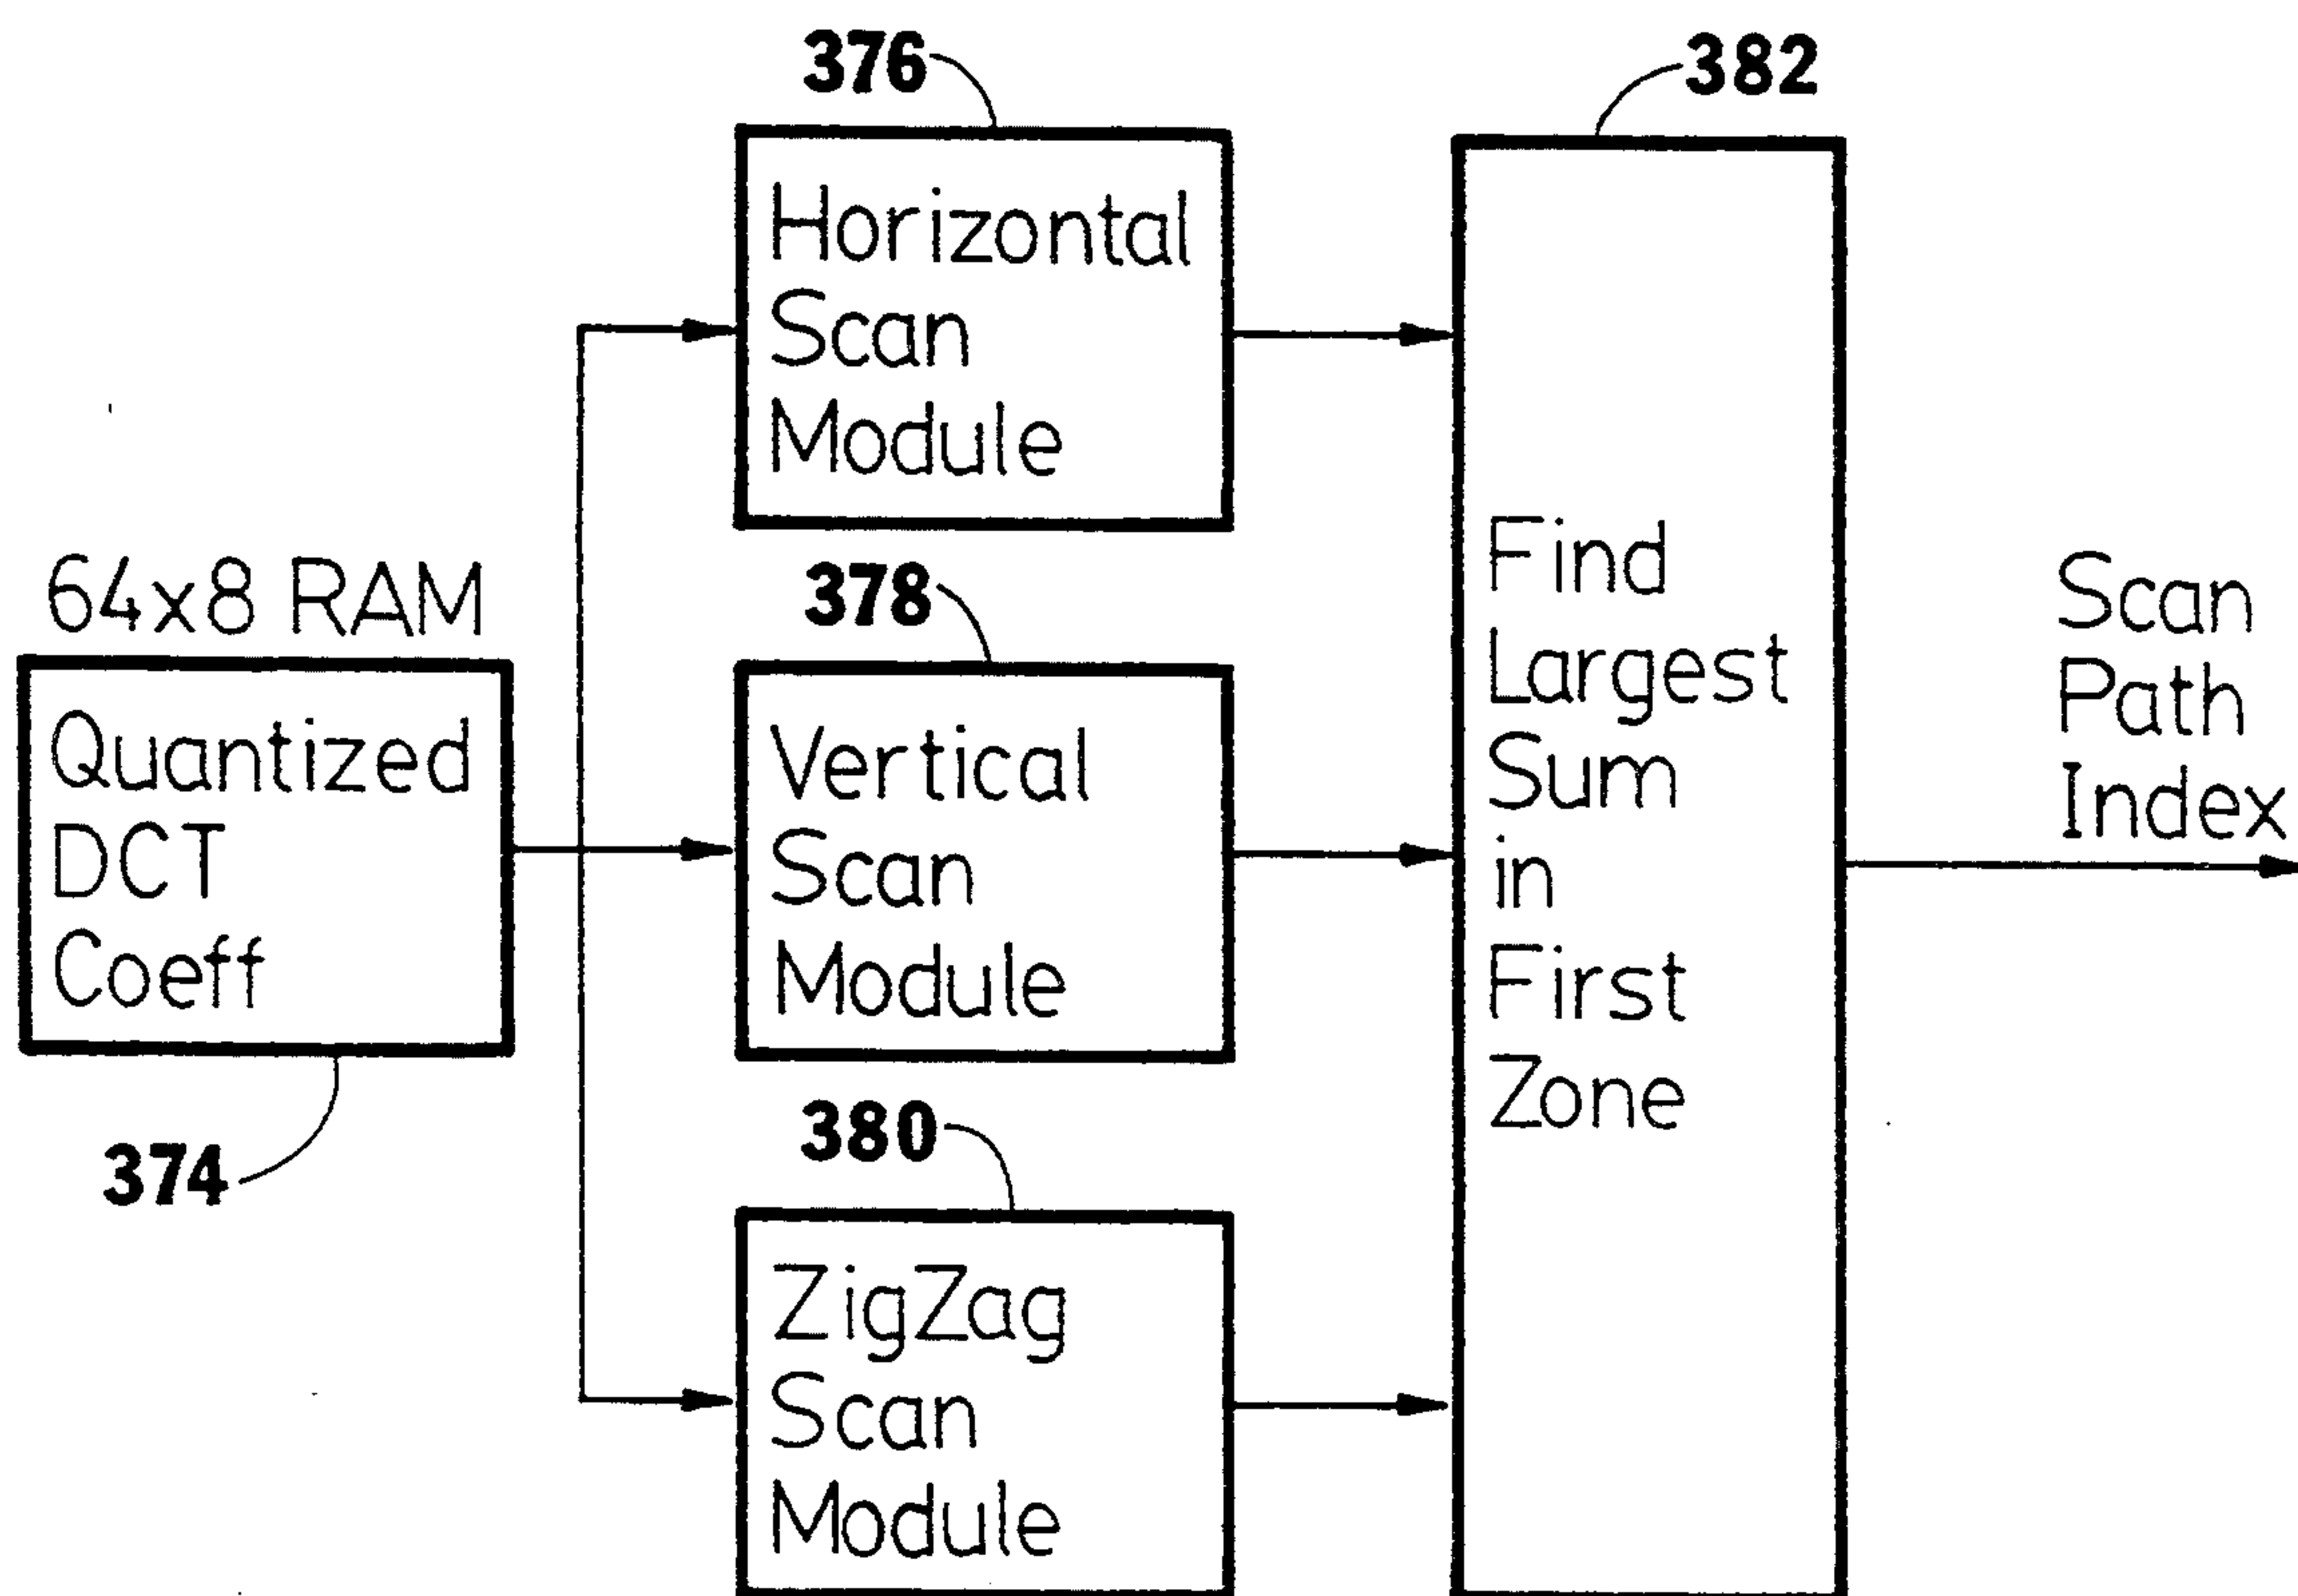 376
382
Horizontal
Scan
Module
64x8 RAM
Quantized
DCT
Coeff
374
378
Vertical
Scan
Module
380
ZigZag
Scan
Module
Find
Largest
Sum
in
First
Zone
Scan
Path
Index